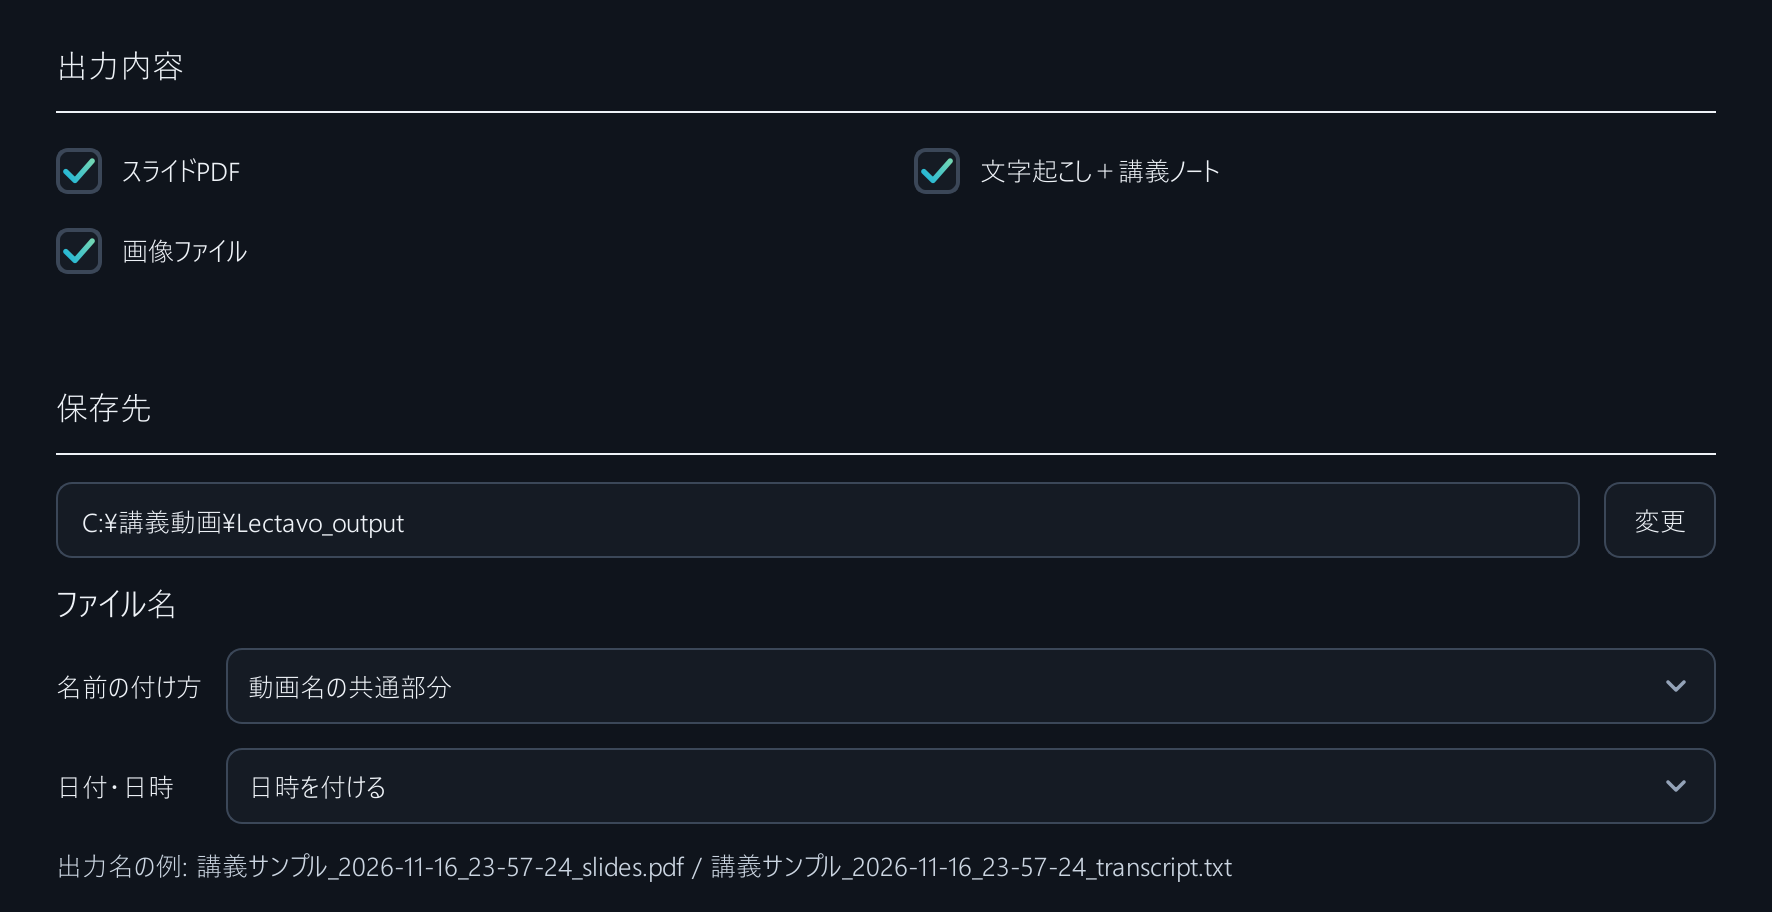 出力内容
スライドPDF
文字起こし＋講義ノート
画像ファイル
保存先
C:¥講義動画¥Lectavo_output
変更
ファイル名
名前の付け方
動画名の共通部分
日付・日時
日時を付ける
出力名の例: 講義サンプル_2026-11-16_23-57-24_slides.pdf / 講義サンプル_2026-11-16_23-57-24_transcript.txt